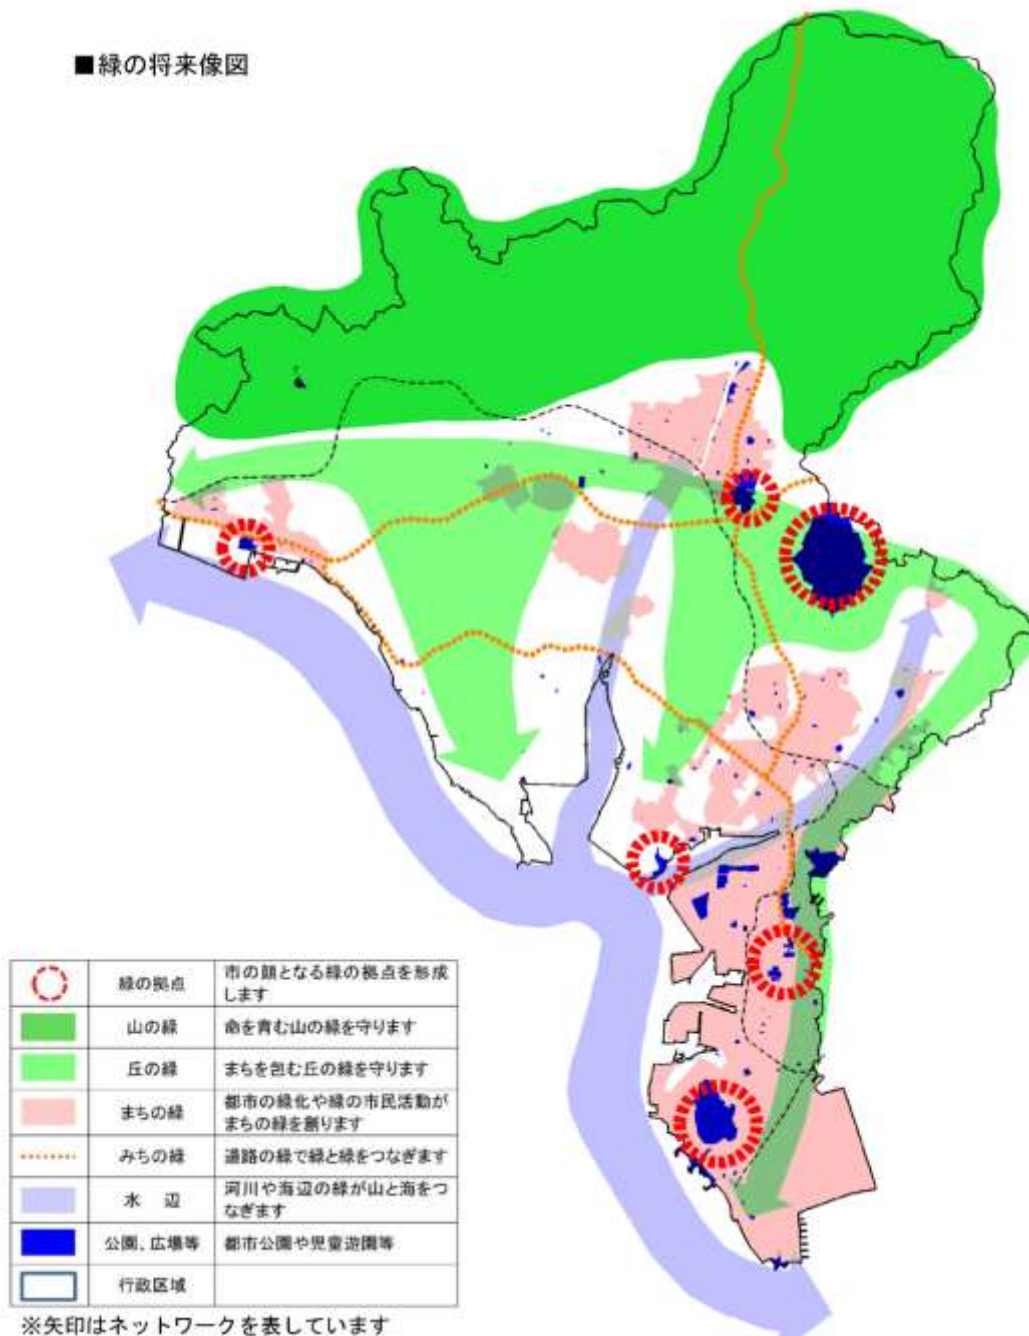 ■緑の将来像図
緑の拠点
市の顔となる緑の拠点を形成
します
山の緑
命を育む山の緑を守ります
丘の緑
まちを包む丘の緑を守ります
まちの緑
都市の緑化や緑の市民活動が
まちの緑を創ります
みちの緑
道路の緑で緑と緑をつなぎます
水 辺
河川や海辺の緑が山と海をつ
なぎます
公園、広場等
都市公園や児童遊園等
行政区域
※矢印はネットワークを表しています